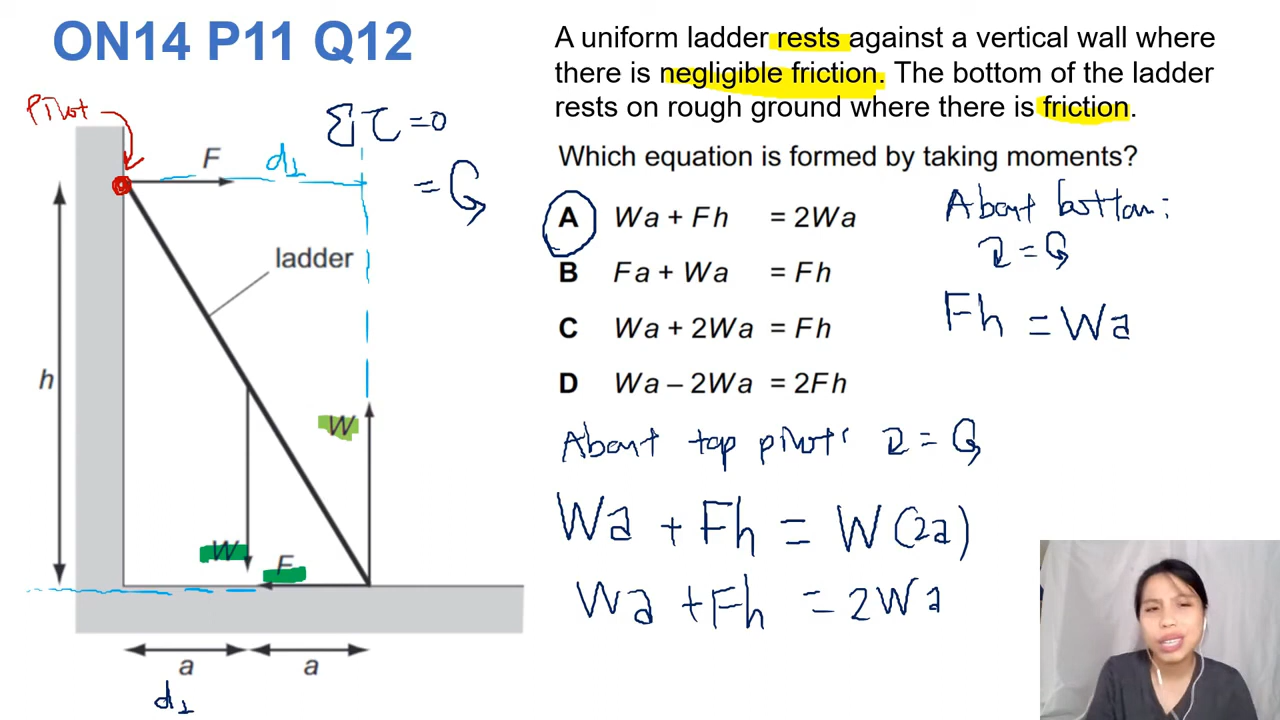 ON14 P11 Q12
A uniform ladder rests against a vertical wall where
there is negligible friction. The bottom of the ladder
rests on rough ground where there is friction.
Which equation is formed by taking moments?
A Wa + Fh = 2Wa
B Fa + Wa = Fh
C Wa + 2Wa = Fh
D Wa – 2Wa = 2Fh
Pivot
Στ = 0
=
F
d⊥
ladder
h
W
W
F
a
a
d⊥
About bottom:
=
Fh = Wa
About top pivot:
=
Wa + Fh = W(2a)
Wa + Fh = 2Wa